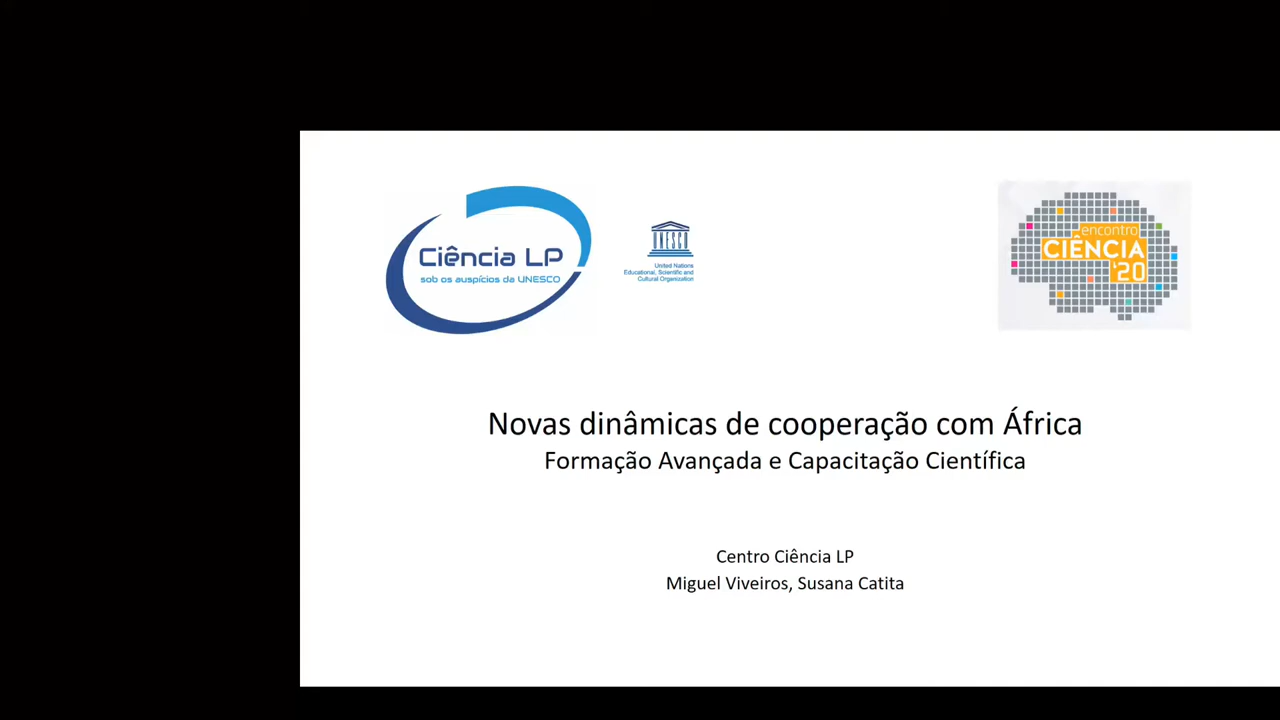 Ciência LP
sob os auspícios da UNESCO
UNESCO
United Nations
Educational, Scientific and
Cultural Organization
encontro
CIÊNCIA
'20
Novas dinâmicas de cooperação com África
Formação Avançada e Capacitação Científica
Centro Ciência LP
Miguel Viveiros, Susana Catita